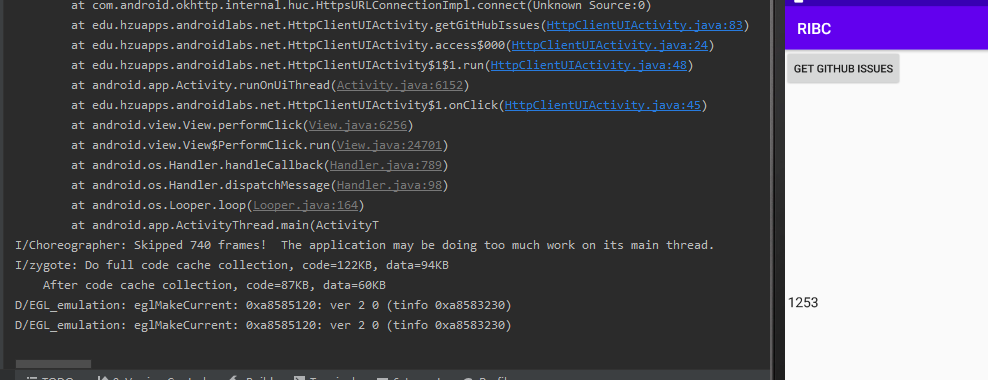 at com.android.okhttp.internal.huc.HttpsURLConnectionImpl.connect(Unknown Source:0)
at edu.hzuapps.androidlabs.net.HttpClientUIActivity.getGitHubIssues(HttpClientUIActivity.java:83)
at edu.hzuapps.androidlabs.net.HttpClientUIActivity.access$000(HttpClientUIActivity.java:24)
at edu.hzuapps.androidlabs.net.HttpClientUIActivity$1$1.run(HttpClientUIActivity.java:48)
at android.app.Activity.runOnUiThread(Activity.java:6152)
at edu.hzuapps.androidlabs.net.HttpClientUIActivity$1.onClick(HttpClientUIActivity.java:45)
at android.view.View.performClick(View.java:6256)
at android.view.View$PerformClick.run(View.java:24701)
at android.os.Handler.handleCallback(Handler.java:789)
at android.os.Handler.dispatchMessage(Handler.java:98)
at android.os.Looper.loop(Looper.java:164)
at android.app.ActivityThread.main(ActivityT
I/Choreographer: Skipped 740 frames!  The application may be doing too much work on its main thread.
I/zygote: Do full code cache collection, code=122KB, data=94KB
After code cache collection, code=87KB, data=60KB
D/EGL_emulation: eglMakeCurrent: 0xa8585120: ver 2 0 (tinfo 0xa8583230)
D/EGL_emulation: eglMakeCurrent: 0xa8585120: ver 2 0 (tinfo 0xa8583230)
RIBC
GET GITHUB ISSUES
1253